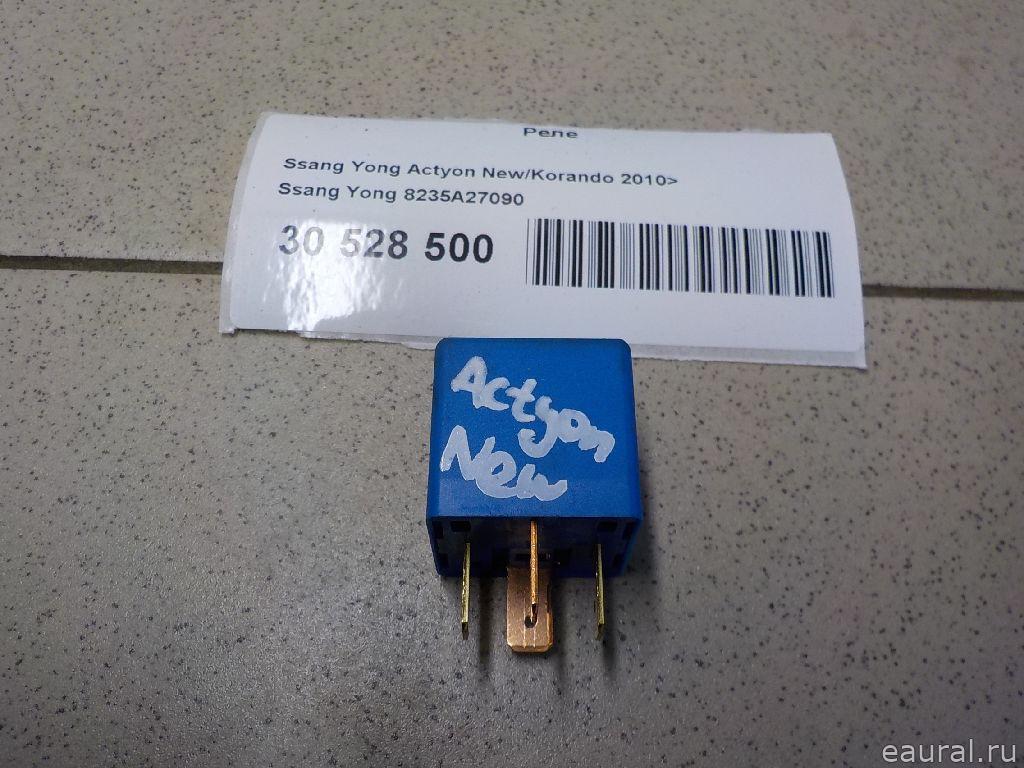 Реле
Ssang Yong Actyon New/Korando 2010>
Ssang Yong 8235A27090
30 528 500
Actyon
New
eaural.ru